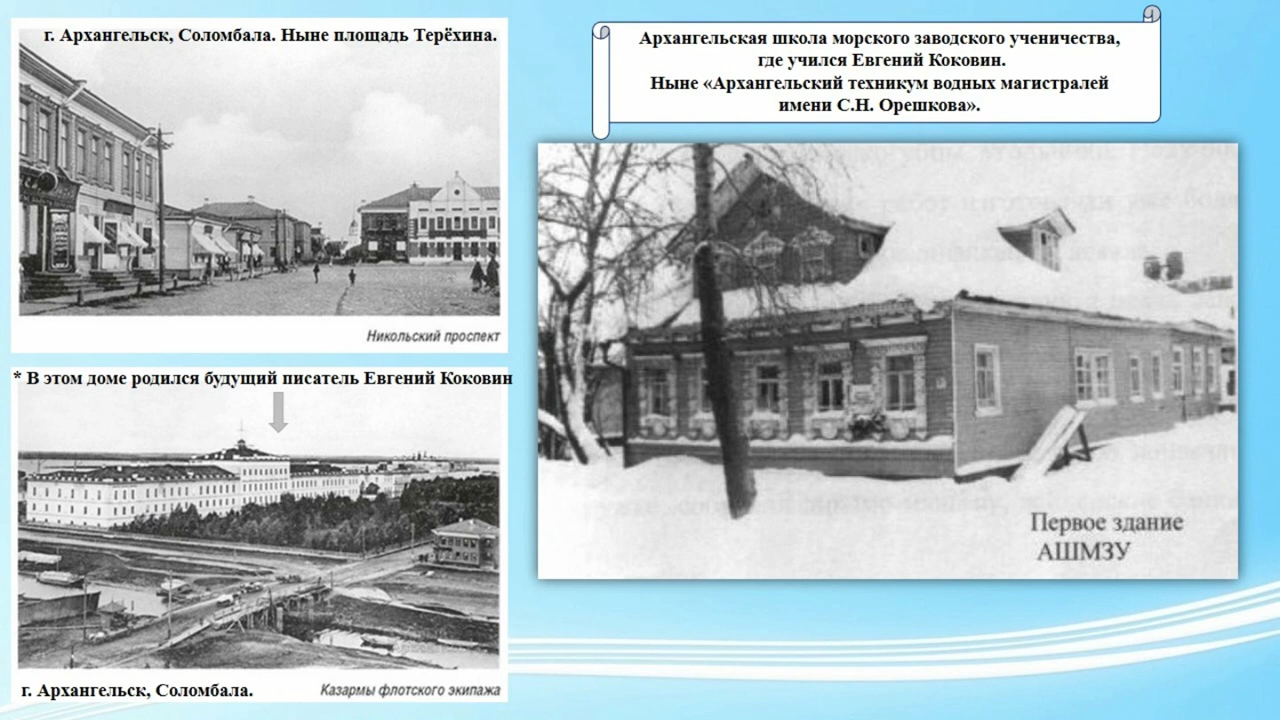 г. Архангельск, Соломбала. Ныне площадь Терёхина.
Никольский проспект
* В этом доме родился будущий писатель Евгений Коковин
г. Архангельск, Соломбала.
Казармы флотского экипажа
Архангельская школа морского заводского ученичества,
где учился Евгений Коковин.
Ныне «Архангельский техникум водных магистралей
имени С.Н. Орешкова».
Первое здание
АШМЗУ